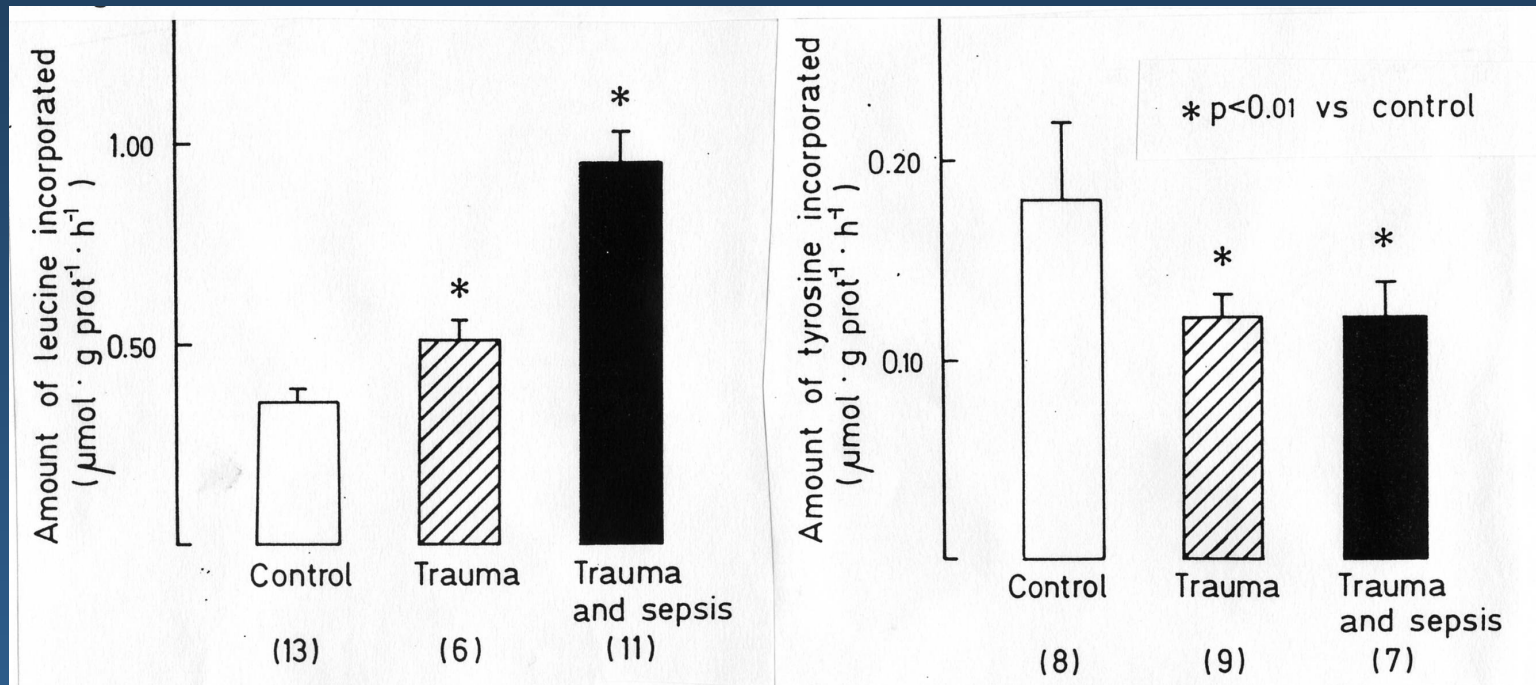 Amount of leucine incorporated
(µmol · g prot⁻¹ · h⁻¹ )
1.00
0.50
Control
Trauma
Trauma
and sepsis
(13)
(6)
(11)
Amount of tyrosine incorporated
(µmol · g prot⁻¹ · h⁻¹ )
0.20
0.10
* p<0.01 vs control
*
*
*
*
Control
Trauma
Trauma
and sepsis
(8)
(9)
(7)